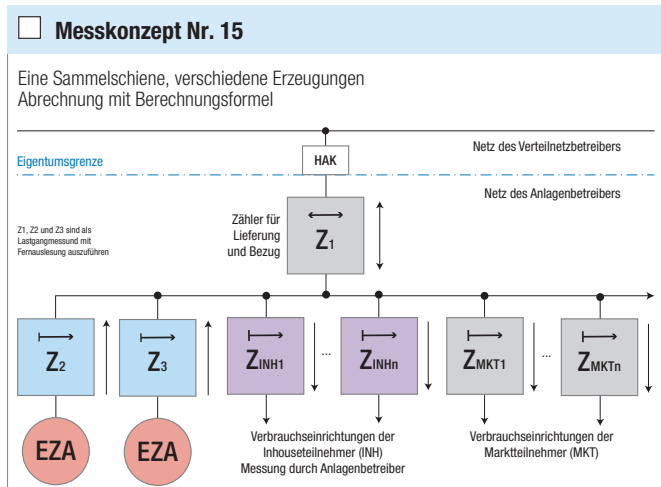 Messkonzept Nr. 15
Eine Sammelschiene, verschiedene Erzeugungen
Abrechnung mit Berechnungsformel
Netz des Verteilnetzbetreibers
HAK
Eigentumsgrenze
Netz des Anlagenbetreibers
Z1, Z2 und Z3 sind als
Lastgangmessund mit
Fernauslesung auszuführen
Zähler für
Lieferung
und Bezug
Z1
Z2
Z3
ZINH1
...
ZINHn
ZMKT1
...
ZMKTn
EZA
EZA
Verbrauchseinrichtungen der
Inhouseteilnehmer (INH)
Messung durch Anlagenbetreiber
Verbrauchseinrichtungen der
Marktteilnehmer (MKT)